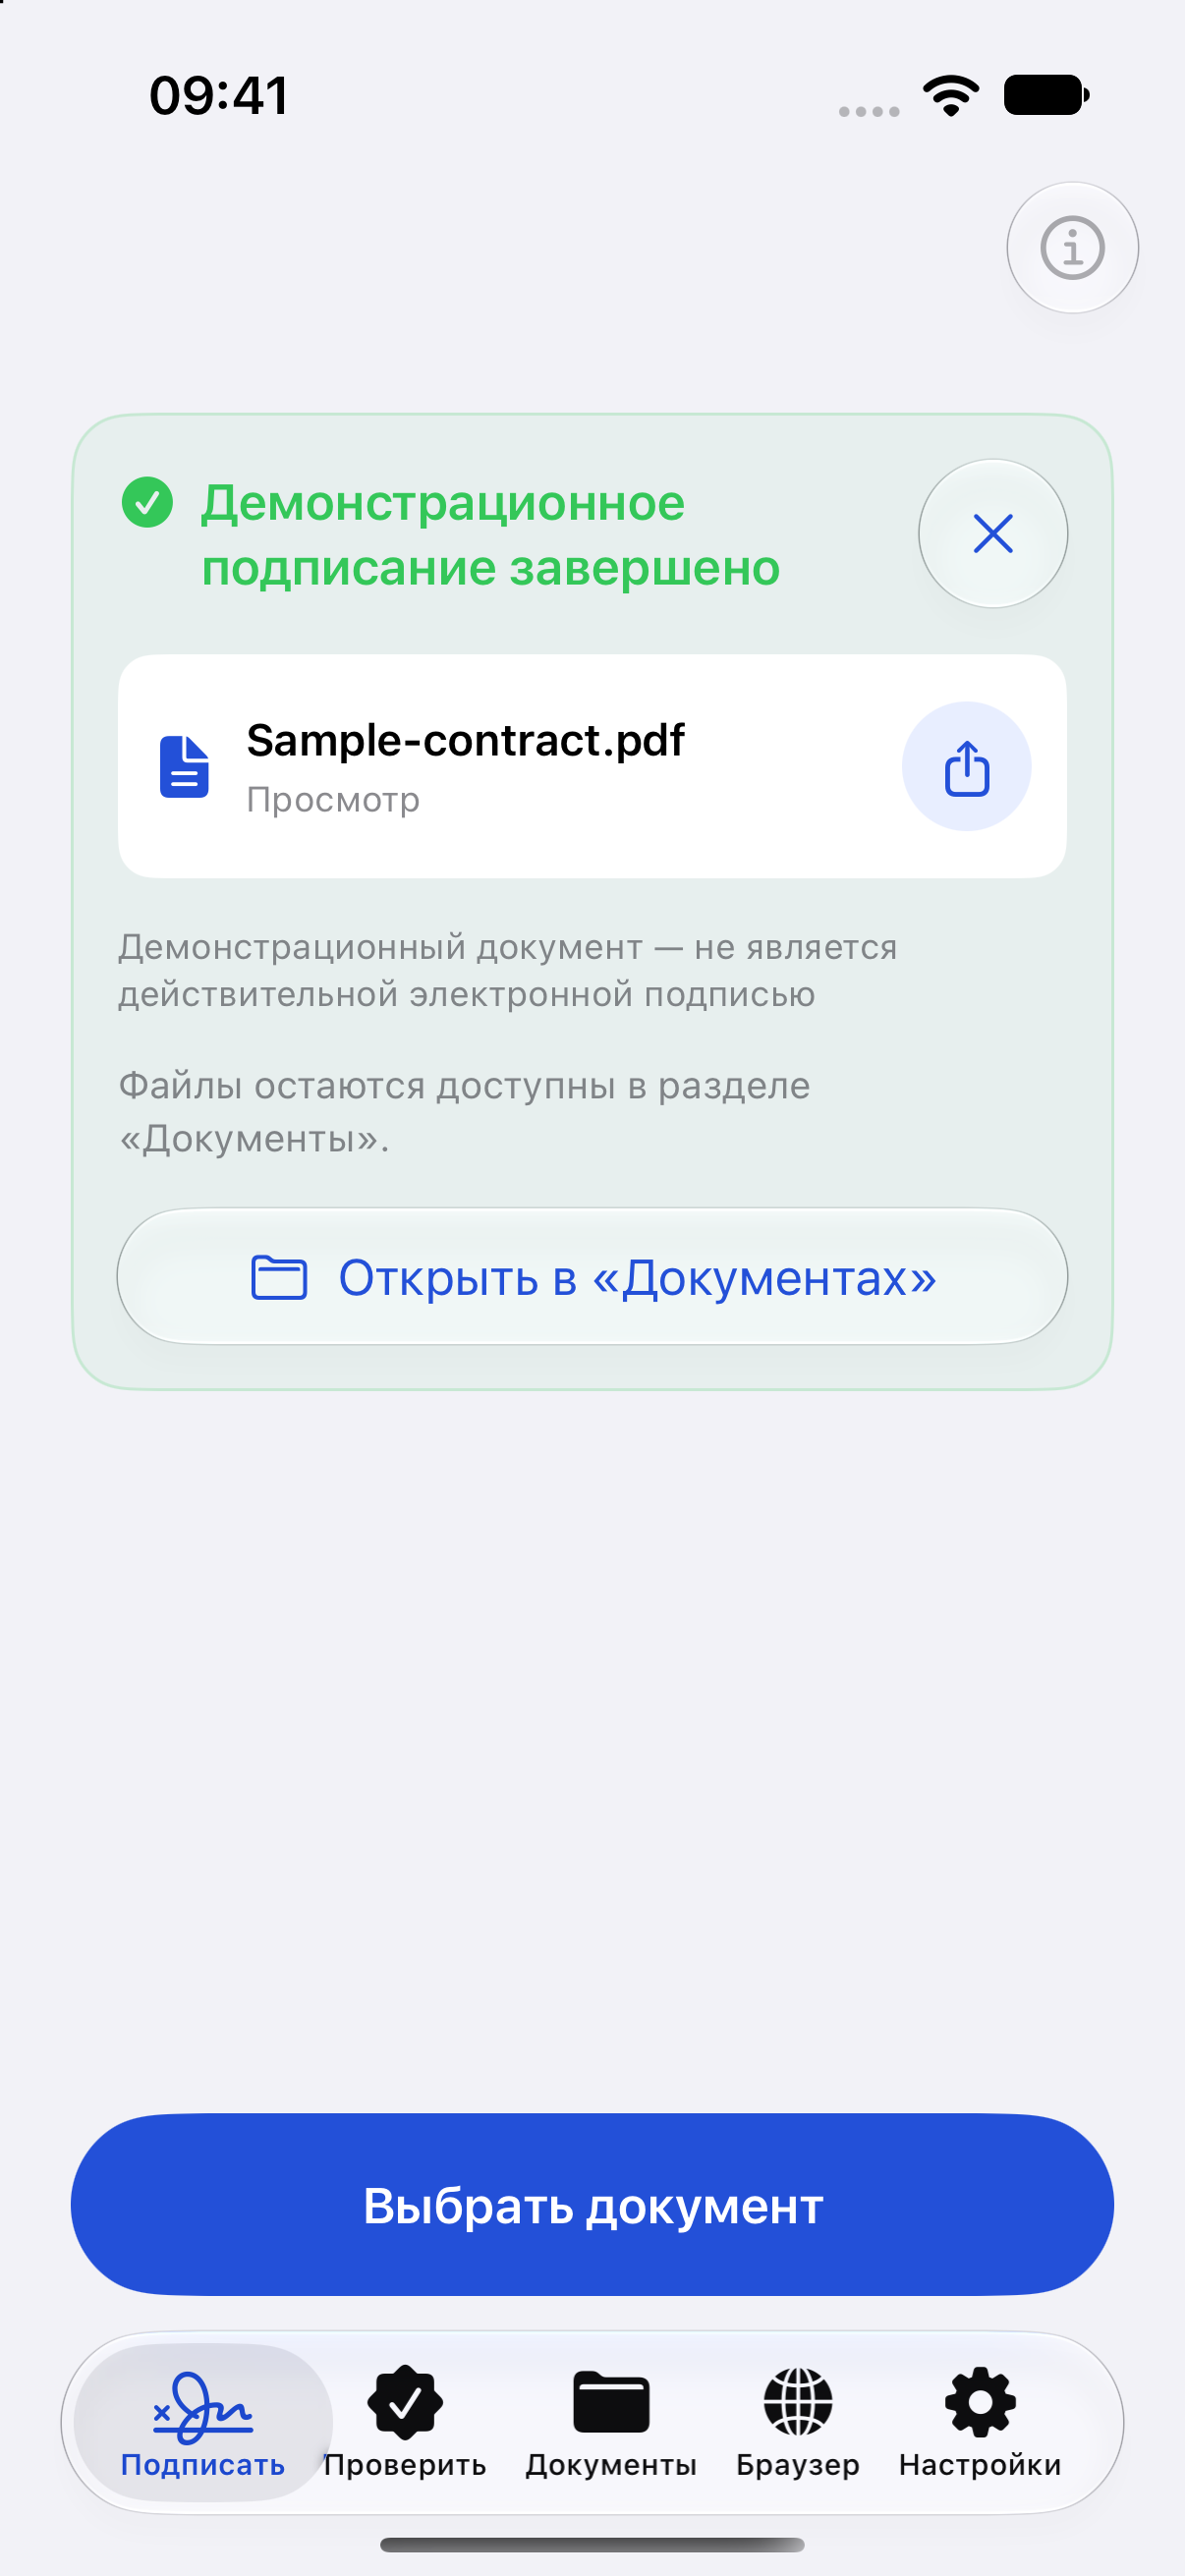 09:41
Демонстрационное
подписание завершено
Sample-contract.pdf
Просмотр
Демонстрационный документ — не является
действительной электронной подписью
Файлы остаются доступны в разделе
«Документы».
Открыть в «Документах»
Выбрать документ
Подписать
Проверить
Документы
Браузер
Настройки